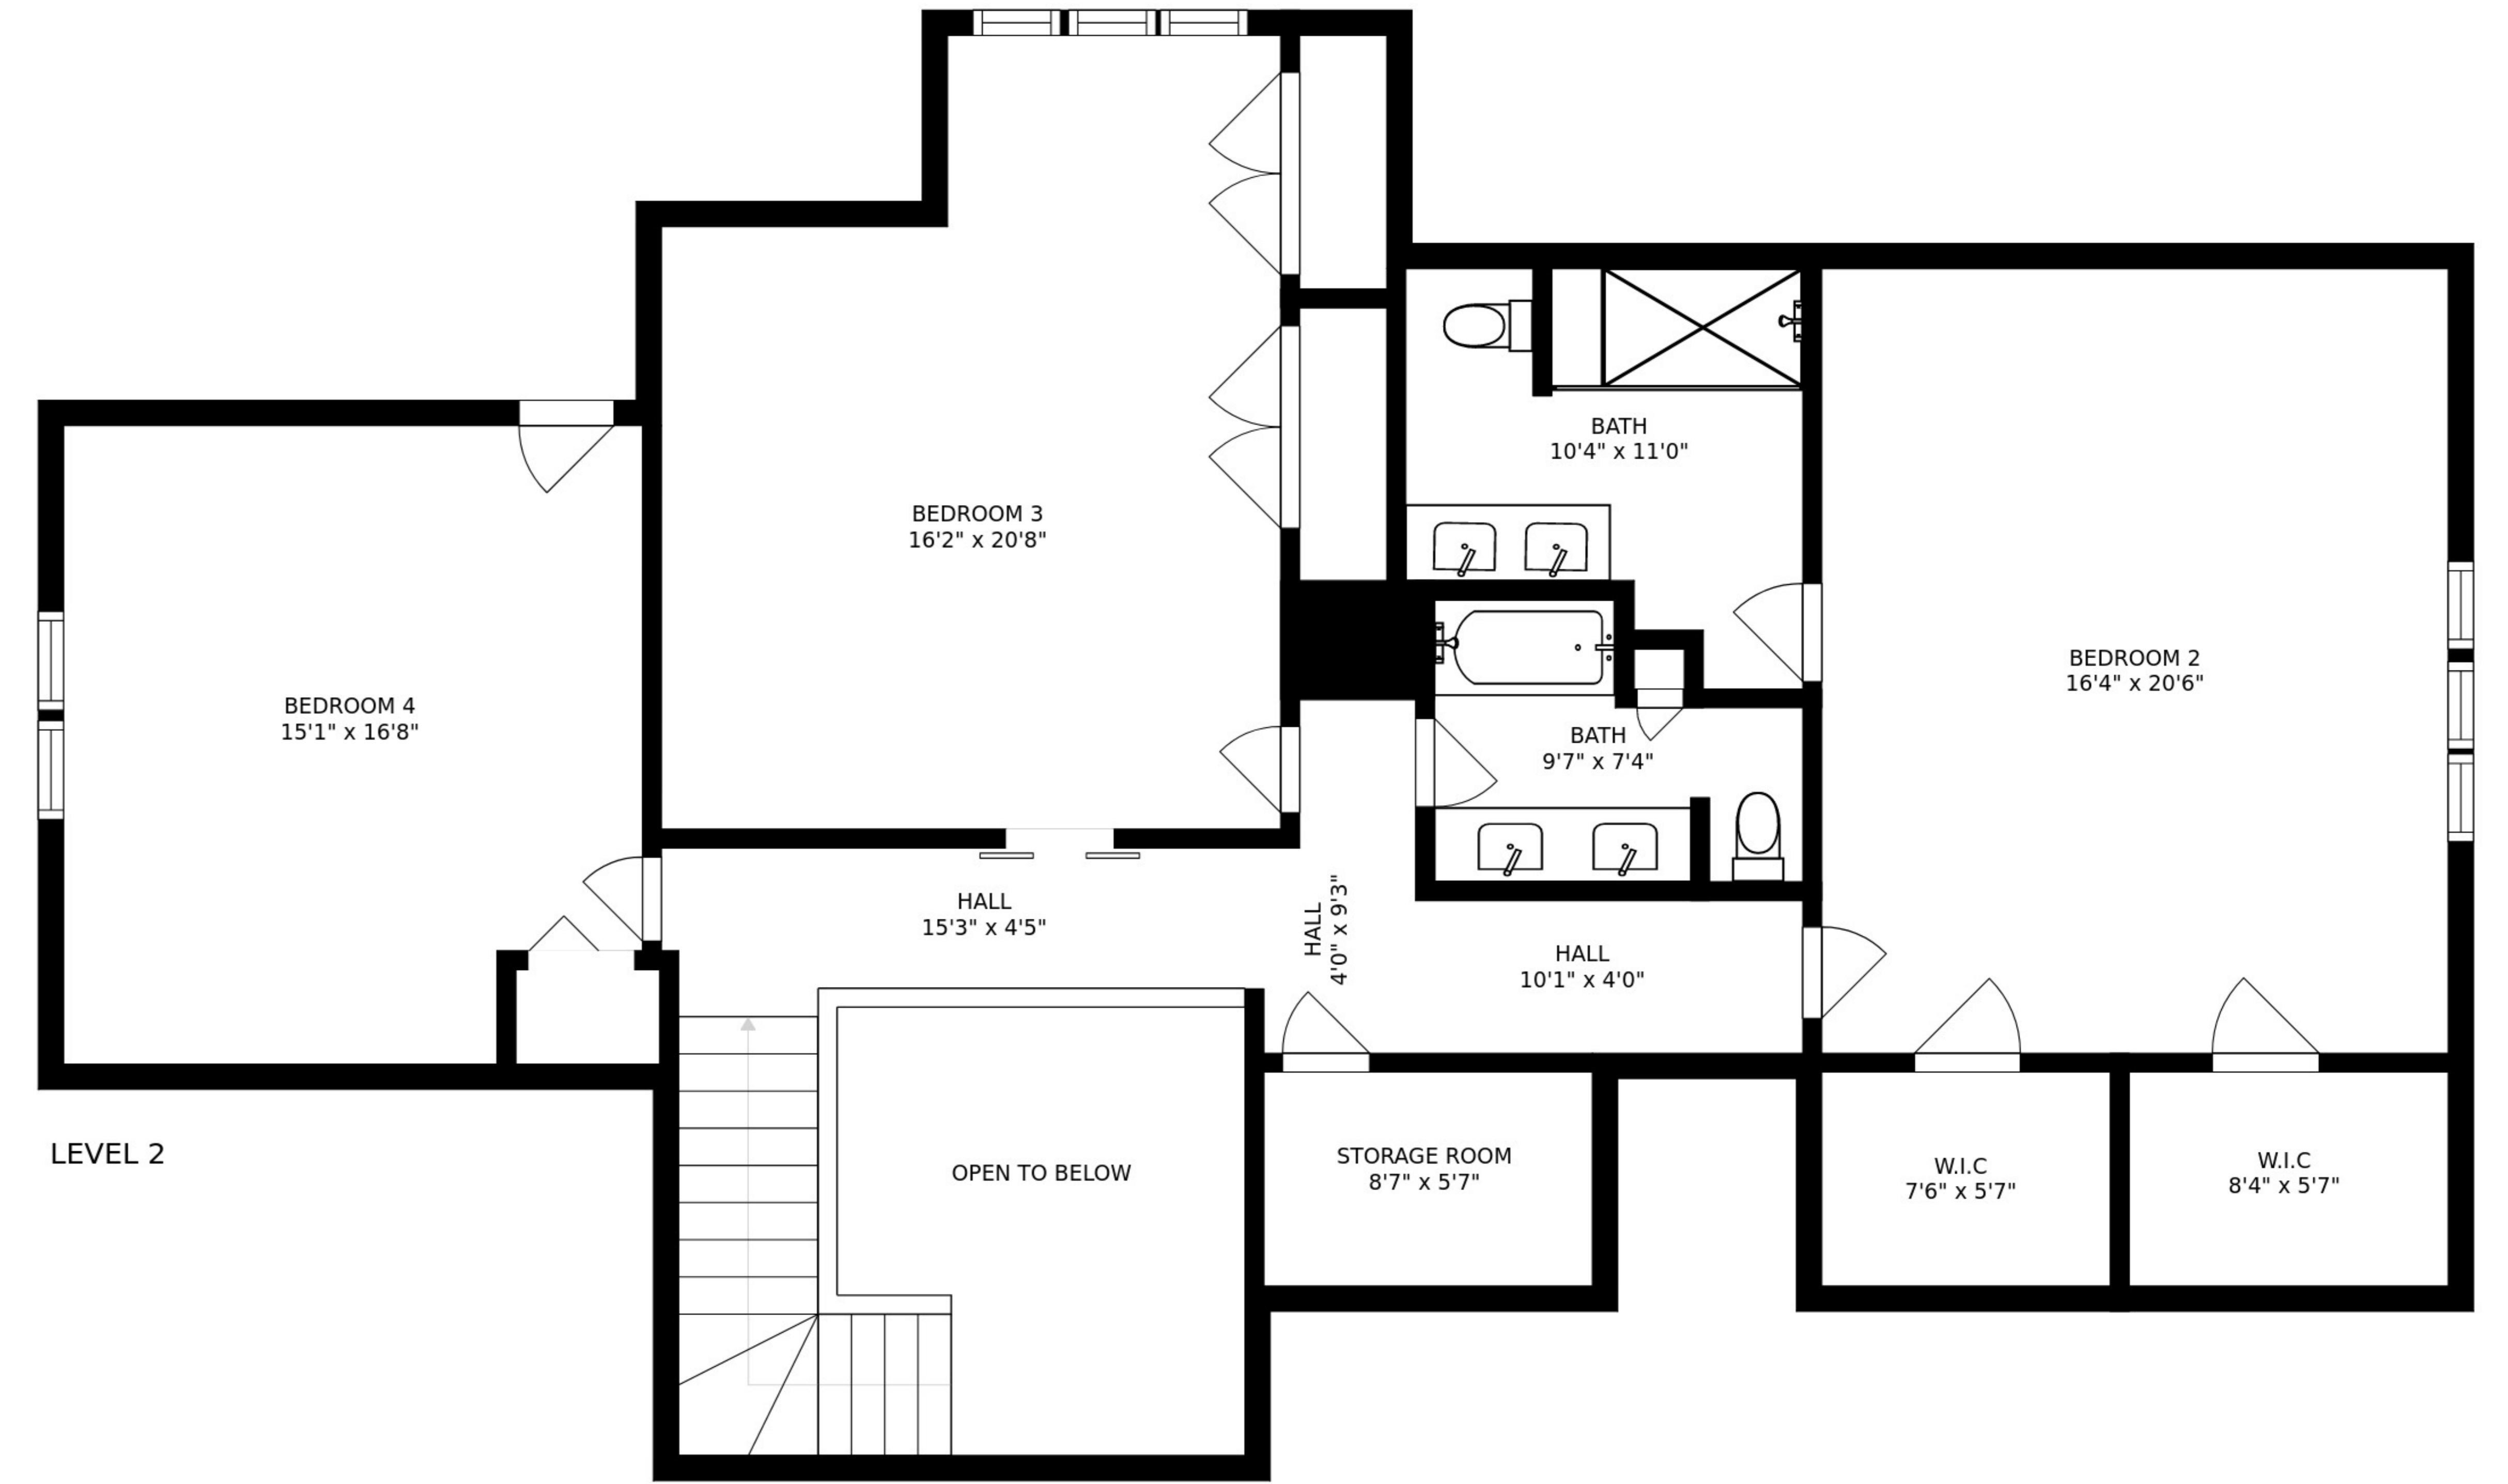 BATH
10'4" x 11'0"
BEDROOM 3
16'2" x 20'8"
BEDROOM 2
16'4" x 20'6"
BEDROOM 4
15'1" x 16'8"
BATH
9'7" x 7'4"
HALL
15'3" x 4'5"
HALL
4'0" x 9'3"
HALL
10'1" x 4'0"
LEVEL 2
OPEN TO BELOW
STORAGE ROOM
8'7" x 5'7"
W.I.C
7'6" x 5'7"
W.I.C
8'4" x 5'7"